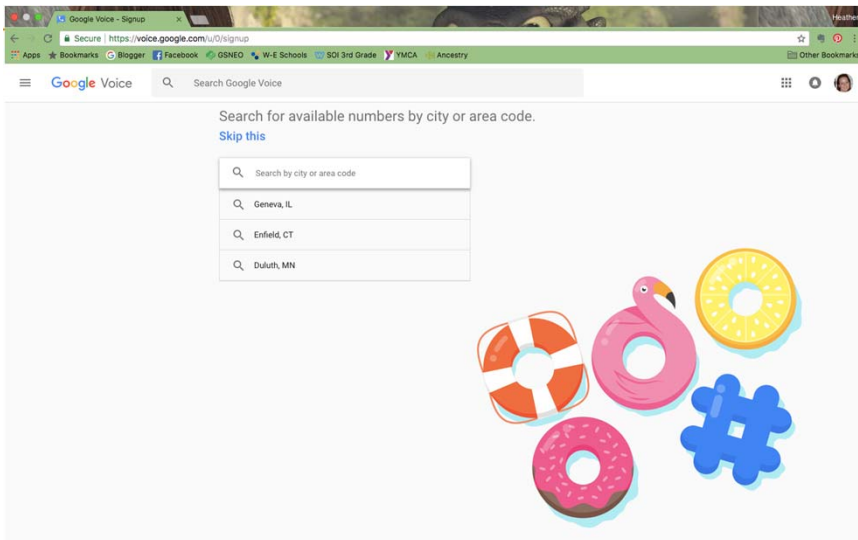 Google Voice - Signup
Heather
Secure | https://voice.google.com/u/0/signup
Apps Bookmarks Blogger Facebook GSNEO W-E Schools SOI 3rd Grade YMCA Ancestry Other Bookmarks
Google Voice Search Google Voice
Search for available numbers by city or area code.
Skip this
Search by city or area code
Geneva, IL
Enfield, CT
Duluth, MN